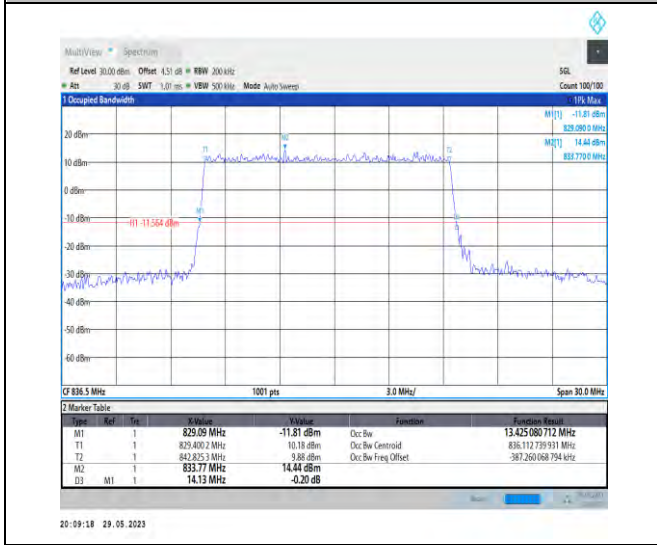 MultiView Spectrum
Ref Level 30.00 dBm Offset 4.51 dB RBW 200 kHz SGL
Att 30 dB SWT 1.01 ms VBW 500 kHz Mode Auto Sweep Count 100/100
1 Occupied Bandwidth 1Pk Max
M1[1] -11.81 dBm
829.090 0 MHz
M2[1] 14.44 dBm
833.770 0 MHz
20 dBm
M2
T1
T2
10 dBm
0 dBm
-10 dBm
M1
H1 -11.564 dBm
-20 dBm
-30 dBm
-40 dBm
-50 dBm
-60 dBm
CF 836.5 MHz 1001 pts 3.0 MHz/ Span 30.0 MHz
2 Marker Table
Type Ref Trc X-Value Y-Value Function Function Result
M1 1 829.09 MHz -11.81 dBm Occ Bw 13.425 080 712 MHz
T1 1 829.400 2 MHz 10.18 dBm Occ Bw Centroid 836.112 739 931 MHz
T2 1 842.825 3 MHz 9.88 dBm Occ Bw Freq Offset -387.260 068 794 kHz
M2 1 833.77 MHz 14.44 dBm
D3 M1 1 14.13 MHz -0.20 dB
20:09:18 29.05.2023